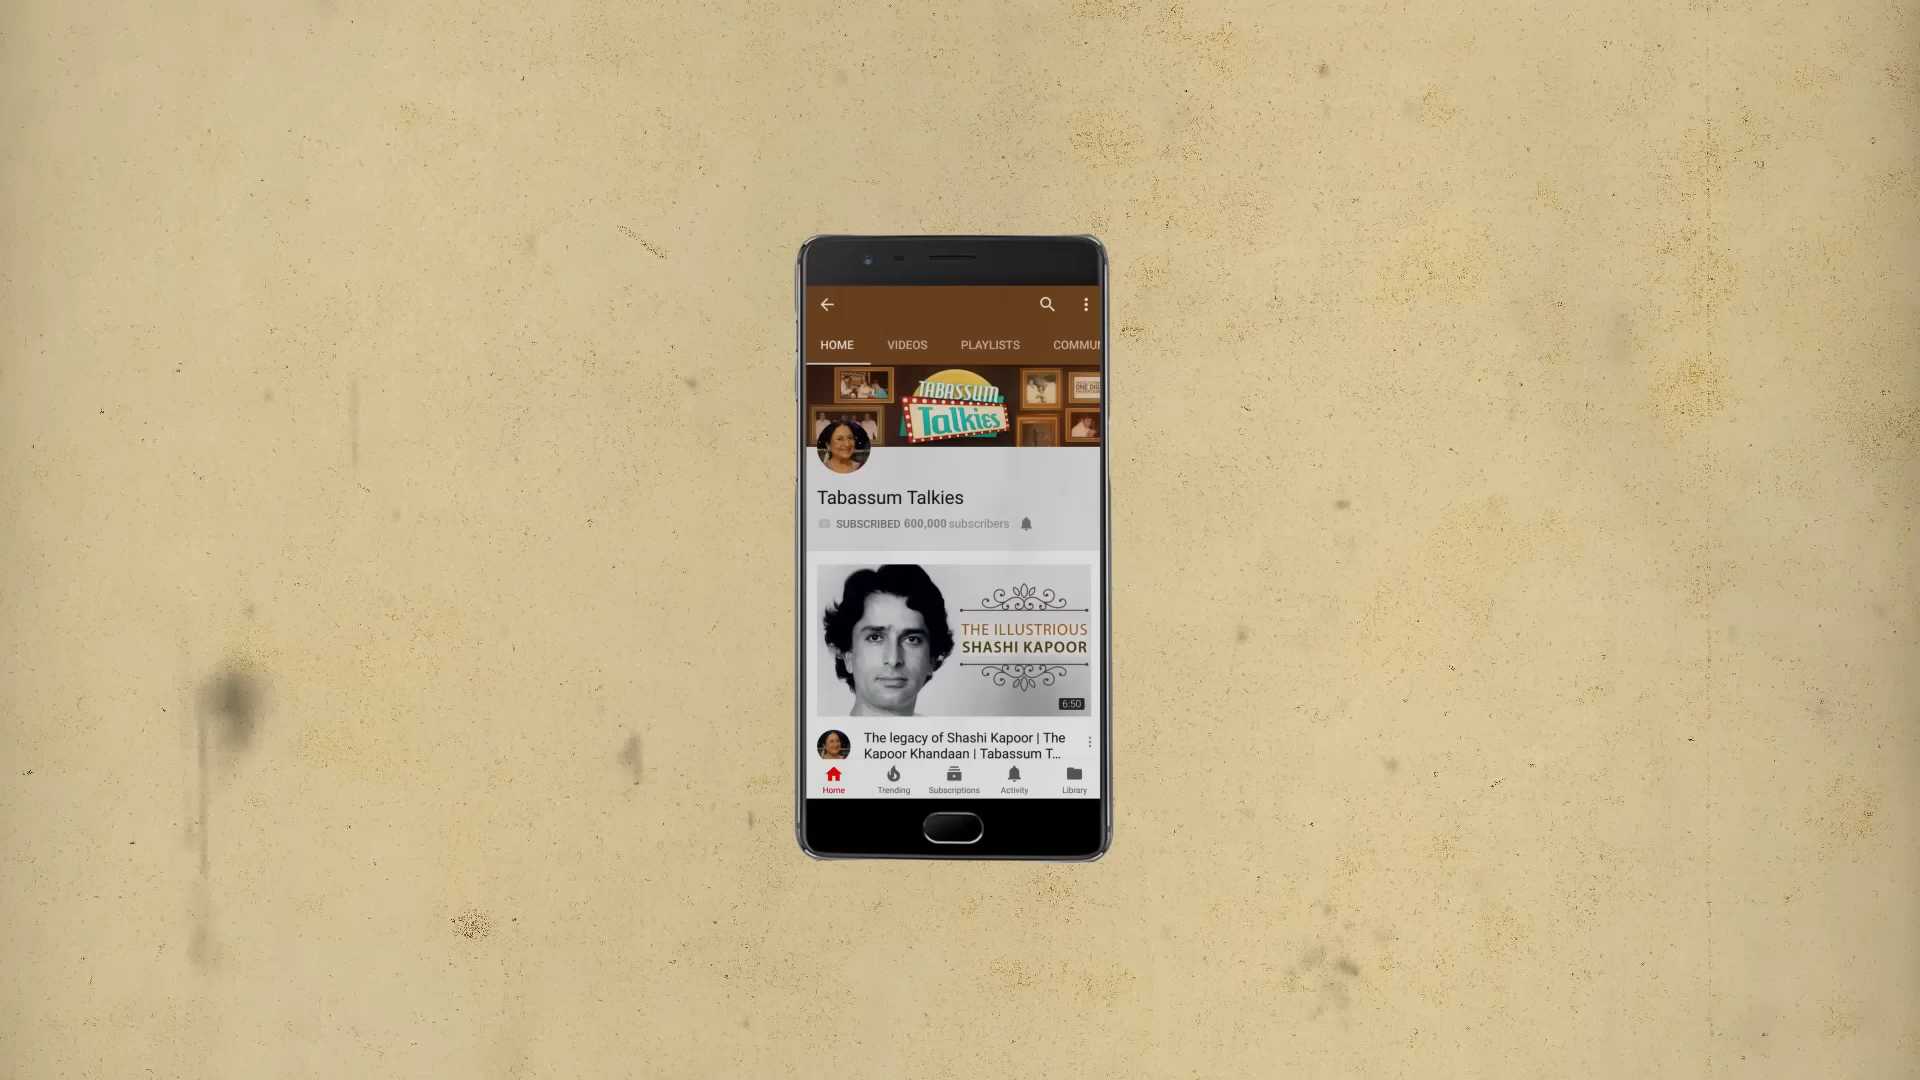 HOME VIDEOS PLAYLISTS COMMUN
TABASSUM
Talkies
ONE DIG
Tabassum Talkies
SUBSCRIBED 600,000 subscribers
THE ILLUSTRIOUS
SHASHI KAPOOR
6:50
The legacy of Shashi Kapoor | The
Kapoor Khandaan | Tabassum T...
Home Trending Subscriptions Activity Library